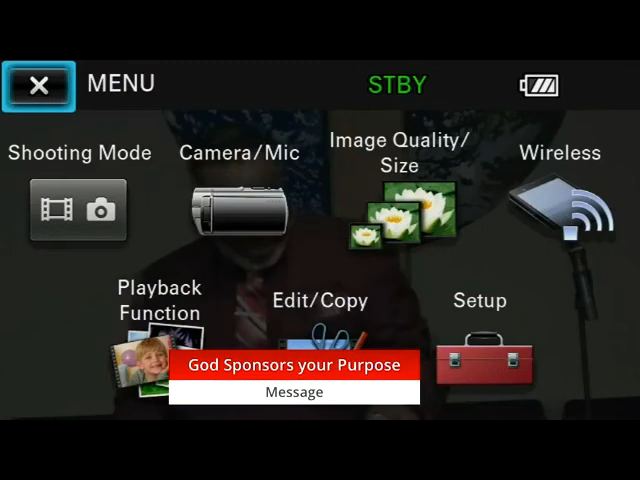 MENU
STBY
Shooting Mode
Camera/Mic
Image Quality/
Size
Wireless
Playback
Function
Edit/Copy
Setup
God Sponsors your Purpose
Message